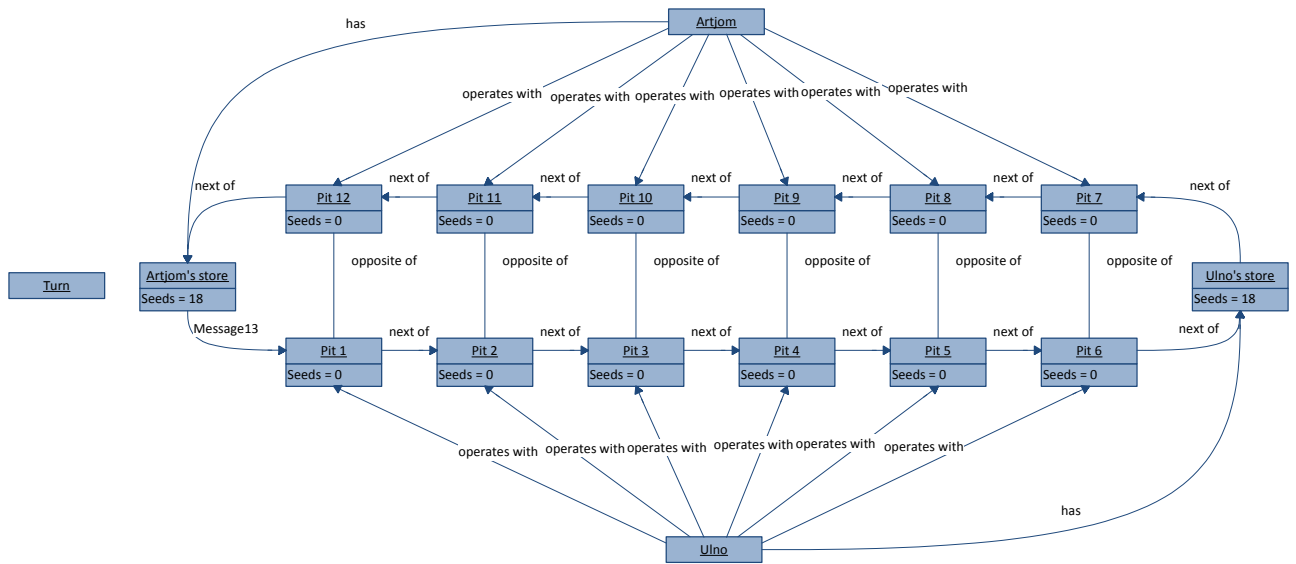 Artjom
has
operates with
operates with
operates with
operates with
operates with
operates with
next of
Pit 12
Seeds = 0
next of
Pit 11
Seeds = 0
next of
Pit 10
Seeds = 0
next of
Pit 9
Seeds = 0
next of
Pit 8
Seeds = 0
next of
Pit 7
Seeds = 0
next of
opposite of
opposite of
opposite of
opposite of
opposite of
opposite of
Turn
Artjom's store
Seeds = 18
Ulno's store
Seeds = 18
Message13
Pit 1
Seeds = 0
next of
Pit 2
Seeds = 0
next of
Pit 3
Seeds = 0
next of
Pit 4
Seeds = 0
next of
Pit 5
Seeds = 0
next of
Pit 6
Seeds = 0
next of
operates with
operates with
operates with
operates with
operates with
operates with
has
Ulno